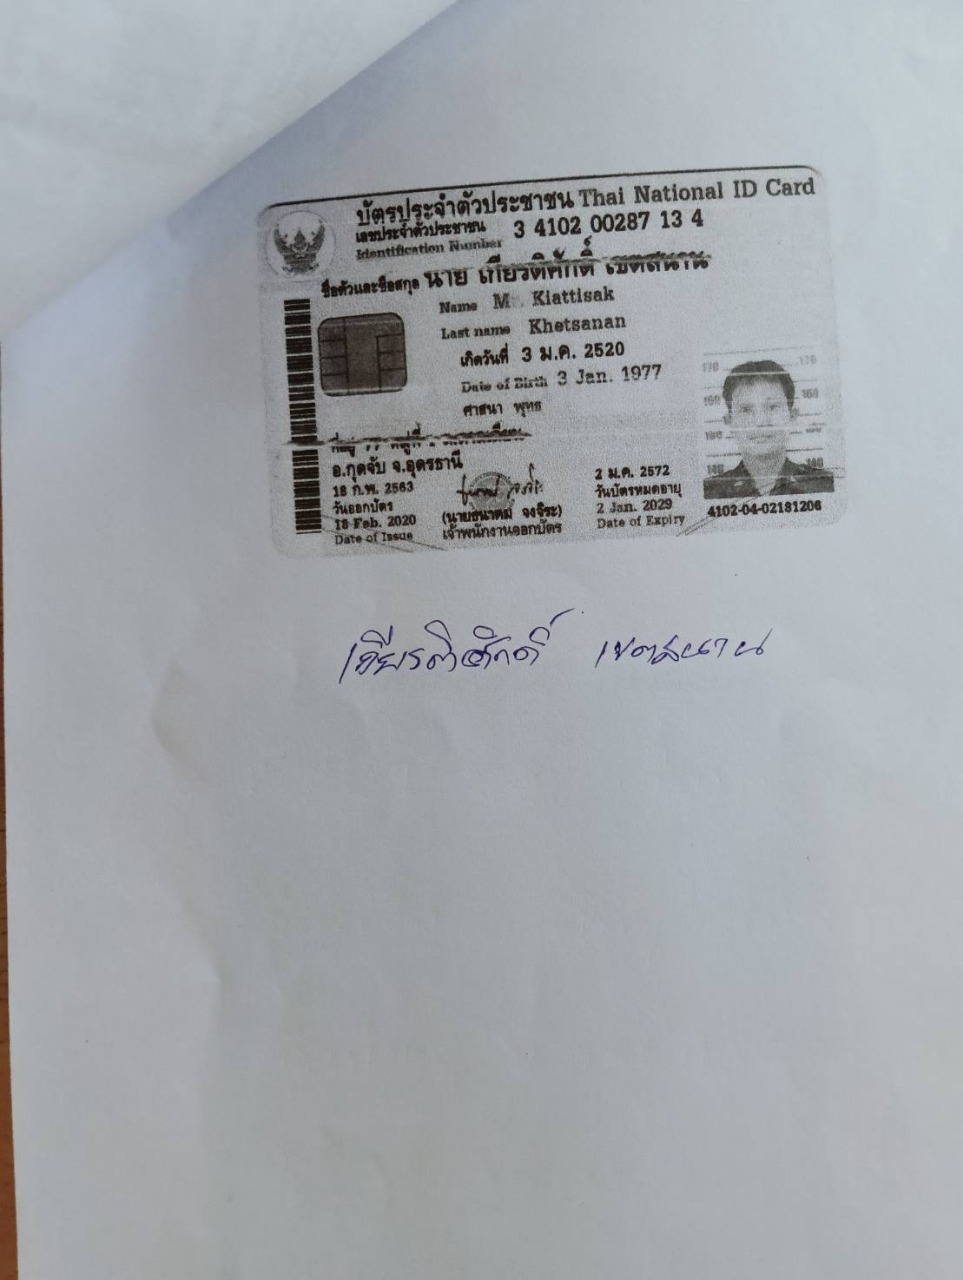 บัตรประจำตัวประชาชน Thai National ID Card
เลขประจำตัวประชาชน 3 4102 00287 13 4
Identification Number
ชื่อตัวและชื่อสกุล นาย เกียรติศักดิ์ เขตสนาน
Name Kiattisak
Last name Khetsanan
เกิดวันที่ 3 ม.ค. 2520
Date of Birth 3 Jan. 1977
ศาสนา พุทธ
อ.กุดจับ จ.อุดรธานี
18 ก.พ. 2563
วันออกบัตร
18 Feb. 2020
Date of Issue
เจ้าพนักงานออกบัตร
2 ม.ค. 2572
วันบัตรหมดอายุ
2 Jan. 2029
Date of Expiry
4102-04-02181206
เกียรติศักดิ์ เขตสนาน